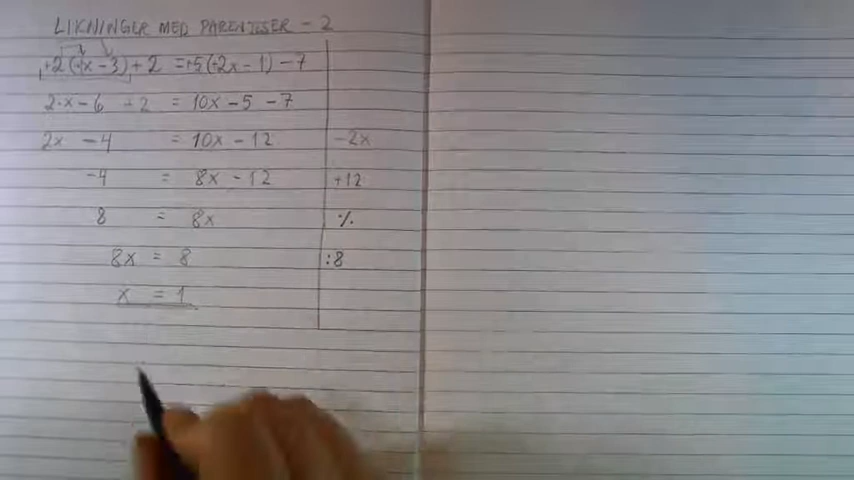 LIKNINGER MED PARENTESER - 2
+2(+x - 3) + 2 = +5(+2x - 1) - 7
2·x - 6 + 2 = 10x - 5 - 7
2x - 4 = 10x - 12 | -2x
-4 = 8x - 12 | +12
8 = 8x | %
8x = 8 | :8
x = 1